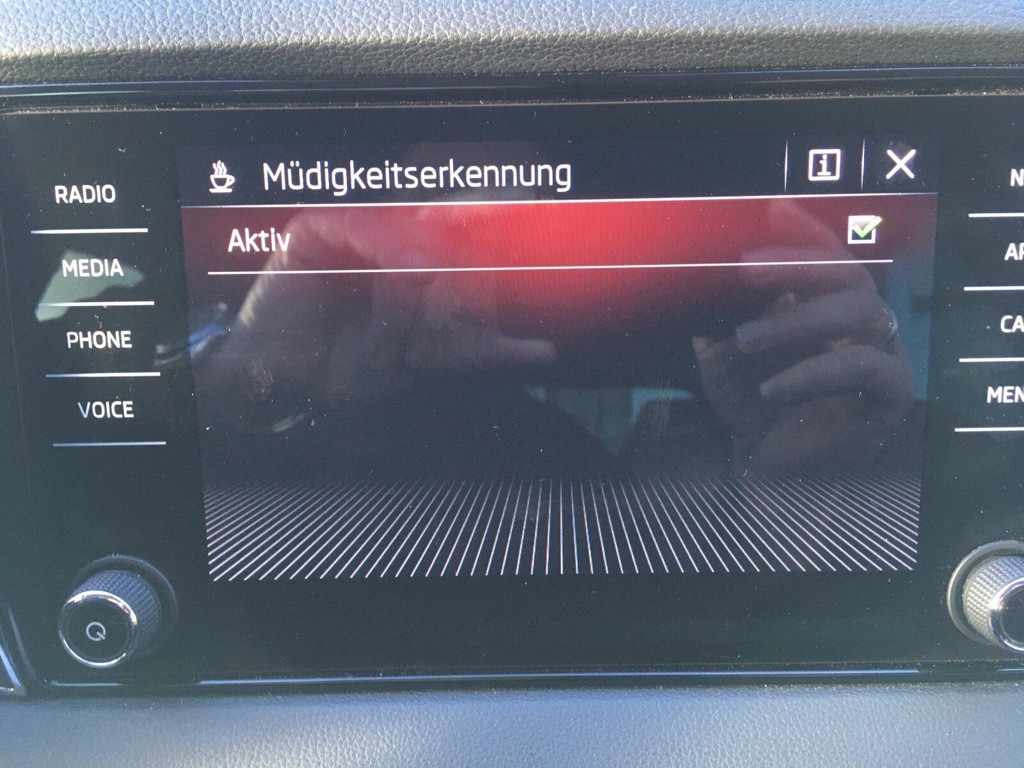 Müdigkeitserkennung
Aktiv
RADIO
MEDIA
PHONE
VOICE